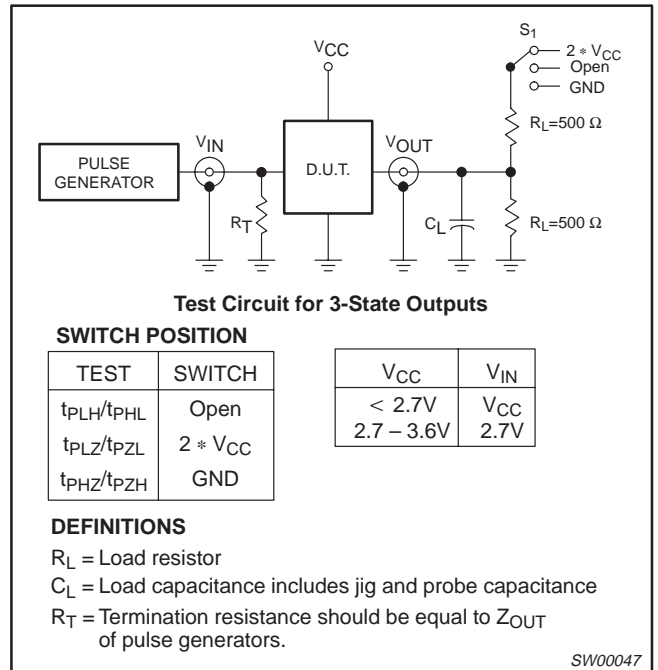 S1
2 * VCC
Open
GND
VCC
RL=500 Ω
VIN
VOUT
PULSE GENERATOR
D.U.T.
RT
CL
RL=500 Ω
Test Circuit for 3-State Outputs
SWITCH POSITION
TEST SWITCH
tPLH/tPHL Open
tPLZ/tPZL 2 * VCC
tPHZ/tPZH GND
VCC VIN
< 2.7V VCC
2.7 – 3.6V 2.7V
DEFINITIONS
RL = Load resistor
CL = Load capacitance includes jig and probe capacitance
RT = Termination resistance should be equal to ZOUT
of pulse generators.
SW00047